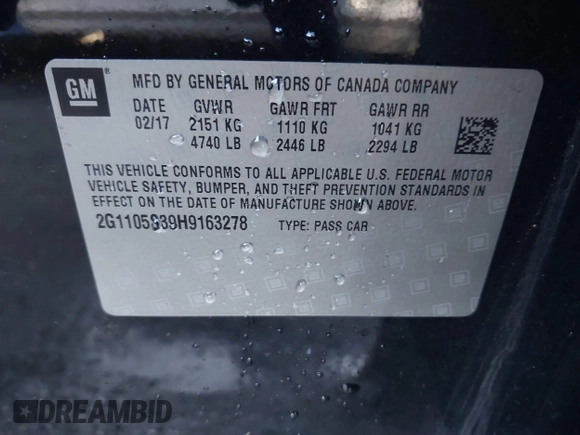 GM ®
MFD BY GENERAL MOTORS OF CANADA COMPANY
DATE GVWR GAWR FRT GAWR RR
02/17 2151 KG 1110 KG 1041 KG
4740 LB 2446 LB 2294 LB
THIS VEHICLE CONFORMS TO ALL APPLICABLE U.S. FEDERAL MOTOR
VEHICLE SAFETY, BUMPER, AND THEFT PREVENTION STANDARDS IN
EFFECT ON THE DATE OF MANUFACTURE SHOWN ABOVE.
2G1105S39H9163278 TYPE: PASS CAR
DREAMBID